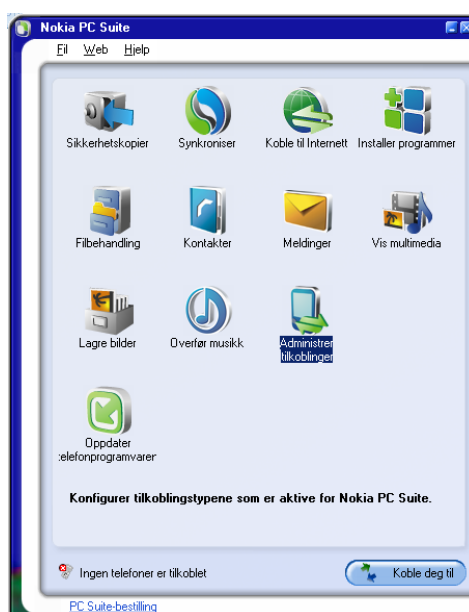 Nokia PC Suite
Fil Web Hjelp
Sikkerhetskopier Synkroniser Koble til Internett Installer programmer
Filbehandling Kontakter Meldinger Vis multimedia
Lagre bilder Overfør musikk Administrer tilkoblinger
Oppdater
:elefonprogramvarer
Konfigurer tilkoblingstypene som er aktive for Nokia PC Suite.
Ingen telefoner er tilkoblet Koble deg til
PC Suite-bestilling